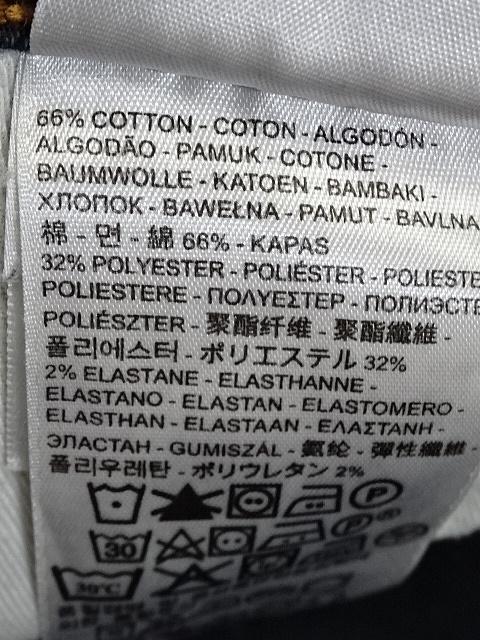 66% COTTON - COTON - ALGODÓN -
ALGODÃO - PAMUK - COTONE -
BAUMWOLLE - KATOEN - BAMBAKI -
ХЛОПОК - BAWEŁNA - PAMUT - BAVLNA
棉 - 면 - 綿 66% - KAPAS
32% POLYESTER - POLIÉSTER - POLIESTE
POLIESTERE - ΠΟΛΥΕΣΤΕΡ - ПОЛИЭСТЕ
POLIÉSZTER - 聚酯纤维 - 聚酯纖維 -
폴리에스터 - ポリエステル 32%
2% ELASTANE - ELASTHANNE -
ELASTANO - ELASTAN - ELASTOMERO -
ELASTHAN - ELASTAAN - ΕΛΑΣΤΑΝΗ -
ЭЛАСТАН - GUMISZÁL - 氨纶 - 彈性纖維 -
폴리우레탄 - ポリウレタン 2%
P
30 P
30°C